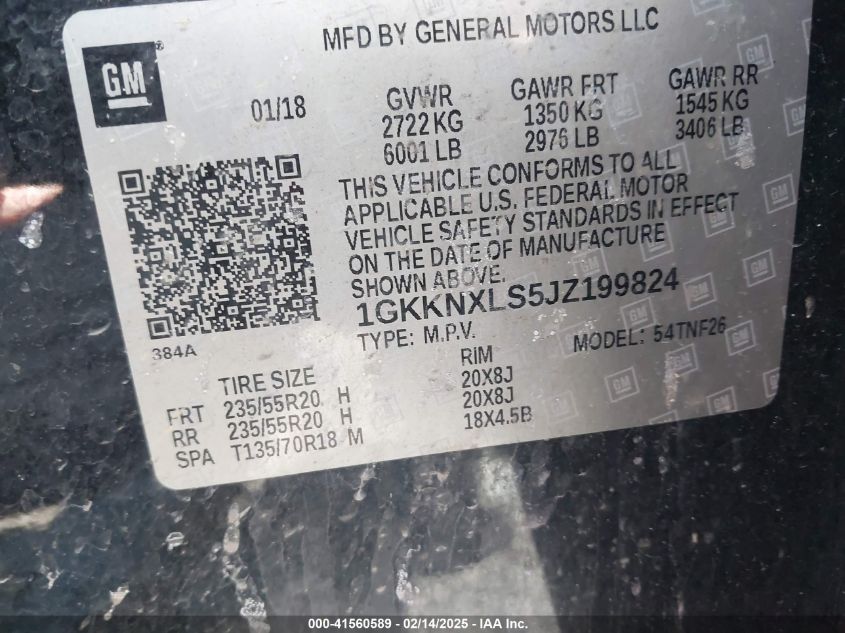 MFD BY GENERAL MOTORS LLC
GM
01/18
GVWR
2722 KG
6001 LB
GAWR FRT
1350 KG
2976 LB
GAWR RR
1545 KG
3406 LB
THIS VEHICLE CONFORMS TO ALL
APPLICABLE U.S. FEDERAL MOTOR
VEHICLE SAFETY STANDARDS IN EFFECT
ON THE DATE OF MANUFACTURE
SHOWN ABOVE.
1GKKNXLS5JZ199824
TYPE: M.P.V. MODEL: 54TNF26
384A
TIRE SIZE RIM
FRT 235/55R20 H 20X8J
RR 235/55R20 H 20X8J
SPA T135/70R18 M 18X4.5B
000-41560589 - 02/14/2025 - IAA Inc.